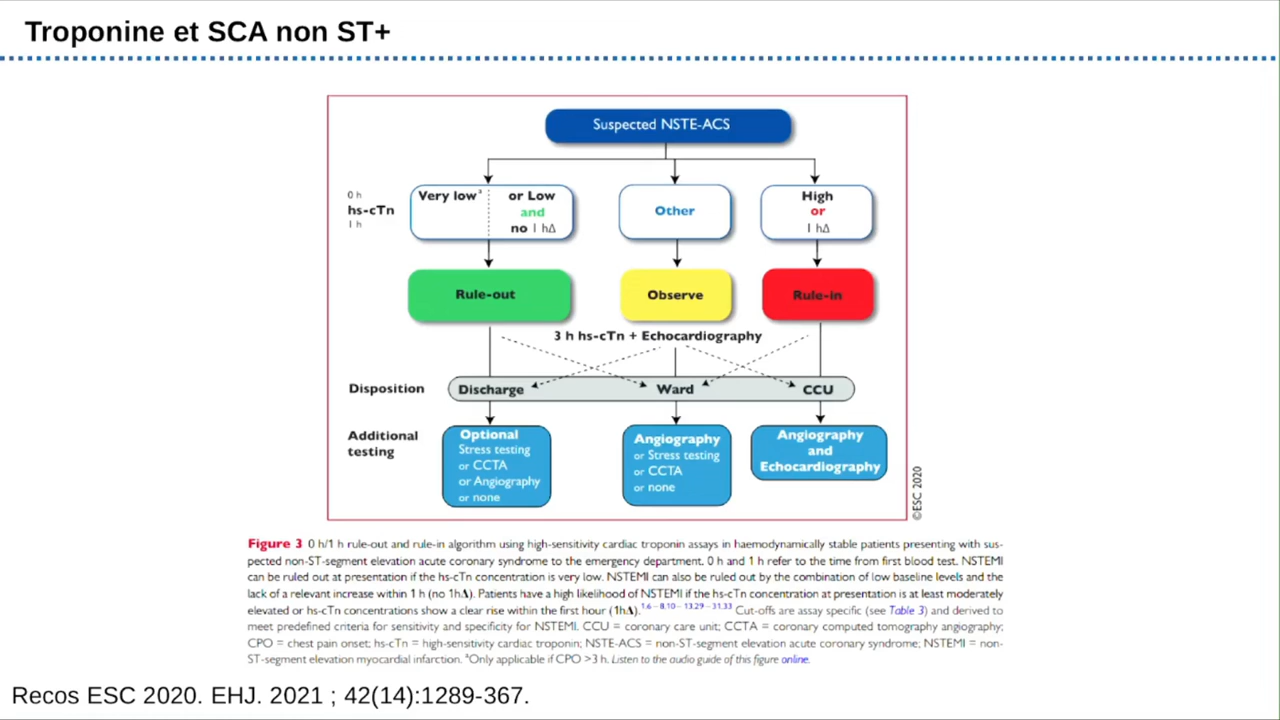 Troponine et SCA non ST+
Suspected NSTE-ACS
0 h
hs-cTn
1 h
Very lowᵃ
or Low
and
no 1 hΔ
Other
High
or
1 hΔ
Rule-out
Observe
Rule-in
3 h hs-cTn + Echocardiography
Disposition
Discharge
Ward
CCU
Additional
testing
Optional
Stress testing
or CCTA
or Angiography
or none
Angiography
or Stress testing
or CCTA
or none
Angiography
and
Echocardiography
©ESC 2020
Figure 3 0 h/1 h rule-out and rule-in algorithm using high-sensitivity cardiac troponin assays in haemodynamically stable patients presenting with sus-
pected non-ST-segment elevation acute coronary syndrome to the emergency department. 0 h and 1 h refer to the time from first blood test. NSTEMI
can be ruled out at presentation if the hs-cTn concentration is very low. NSTEMI can also be ruled out by the combination of low baseline levels and the
lack of a relevant increase within 1 h (no 1hΔ). Patients have a high likelihood of NSTEMI if the hs-cTn concentration at presentation is at least moderately
elevated or hs-cTn concentrations show a clear rise within the first hour (1hΔ).1,6–8,10–13,29–31,33 Cut-offs are assay specific (see Table 3) and derived to
meet predefined criteria for sensitivity and specificity for NSTEMI. CCU = coronary care unit; CCTA = coronary computed tomography angiography;
CPO = chest pain onset; hs-cTn = high-sensitivity cardiac troponin; NSTE-ACS = non-ST-segment elevation acute coronary syndrome; NSTEMI = non-
ST-segment elevation myocardial infarction. ᵃOnly applicable if CPO >3 h. Listen to the audio guide of this figure online.
Recos ESC 2020. EHJ. 2021 ; 42(14):1289-367.